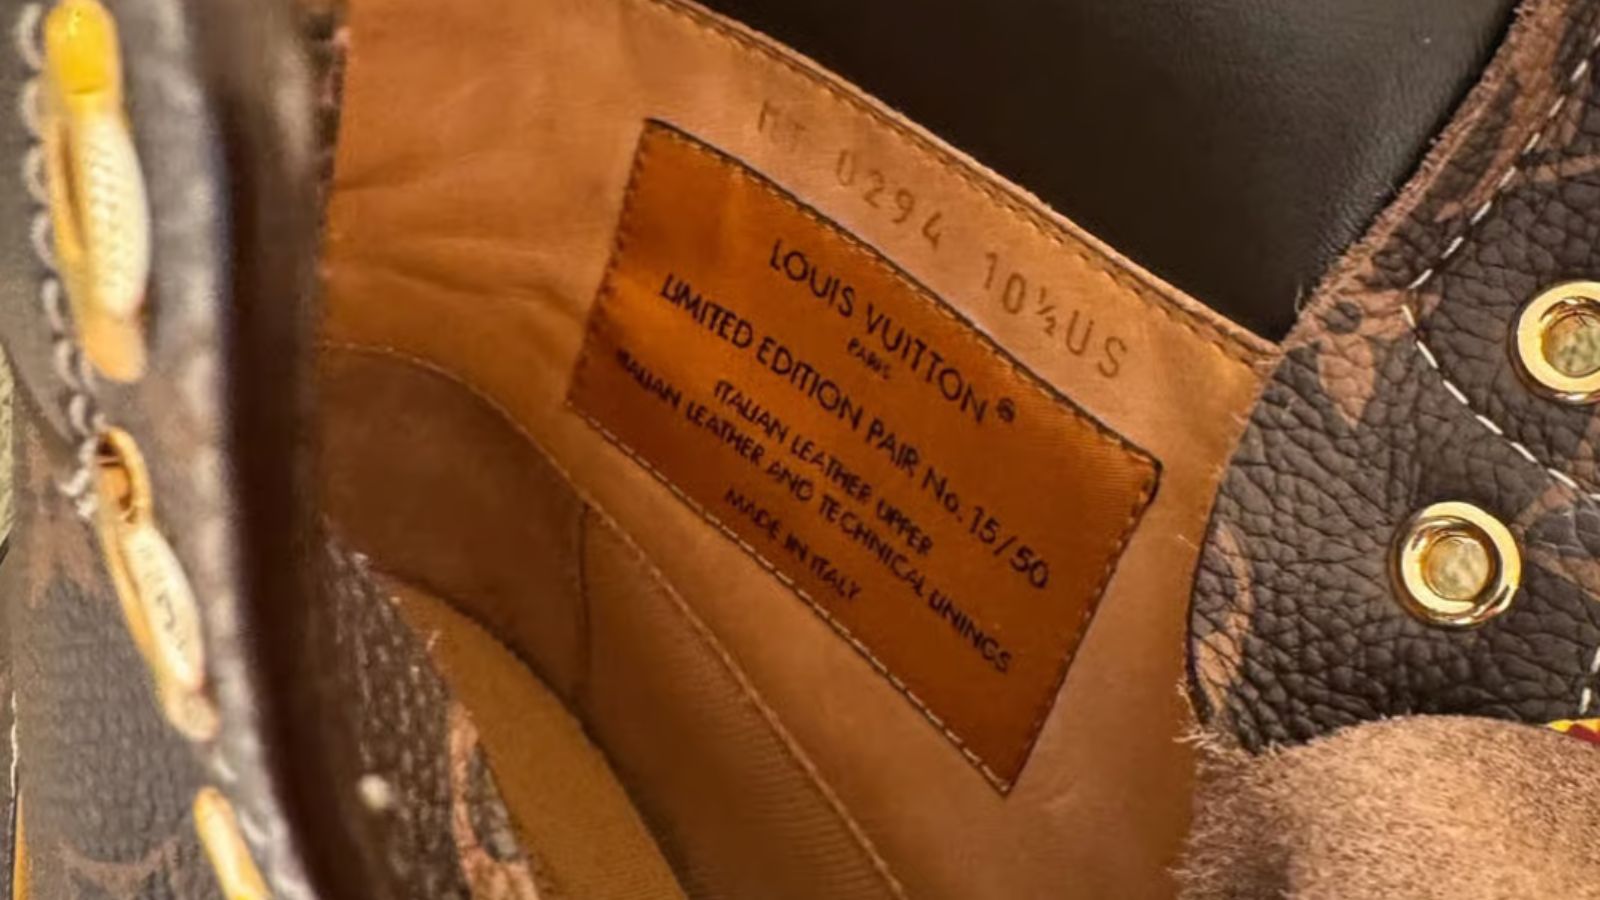 MT 0294 10½US
LOUIS VUITTON®
PARIS
LIMITED EDITION PAIR No. 15/50
ITALIAN LEATHER UPPER
ITALIAN LEATHER AND TECHNICAL LININGS
MADE IN ITALY